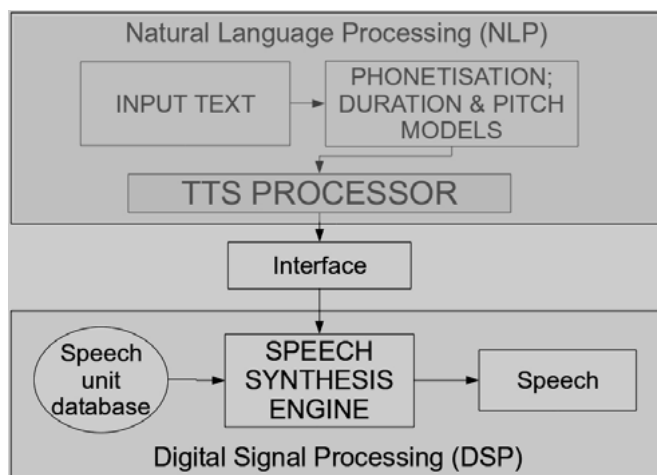 Natural Language Processing (NLP)
INPUT TEXT
PHONETISATION;
DURATION & PITCH
MODELS
TTS PROCESSOR
Interface
Speech
unit
database
SPEECH
SYNTHESIS
ENGINE
Speech
Digital Signal Processing (DSP)